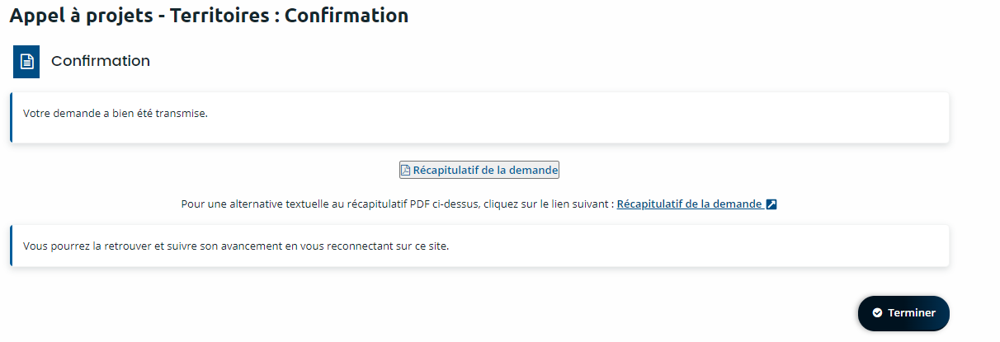 Appel à projets - Territoires : Confirmation
Confirmation
Votre demande a bien été transmise.
Récapitulatif de la demande
Pour une alternative textuelle au récapitulatif PDF ci-dessus, cliquez sur le lien suivant : Récapitulatif de la demande
Vous pourrez la retrouver et suivre son avancement en vous reconnectant sur ce site.
Terminer